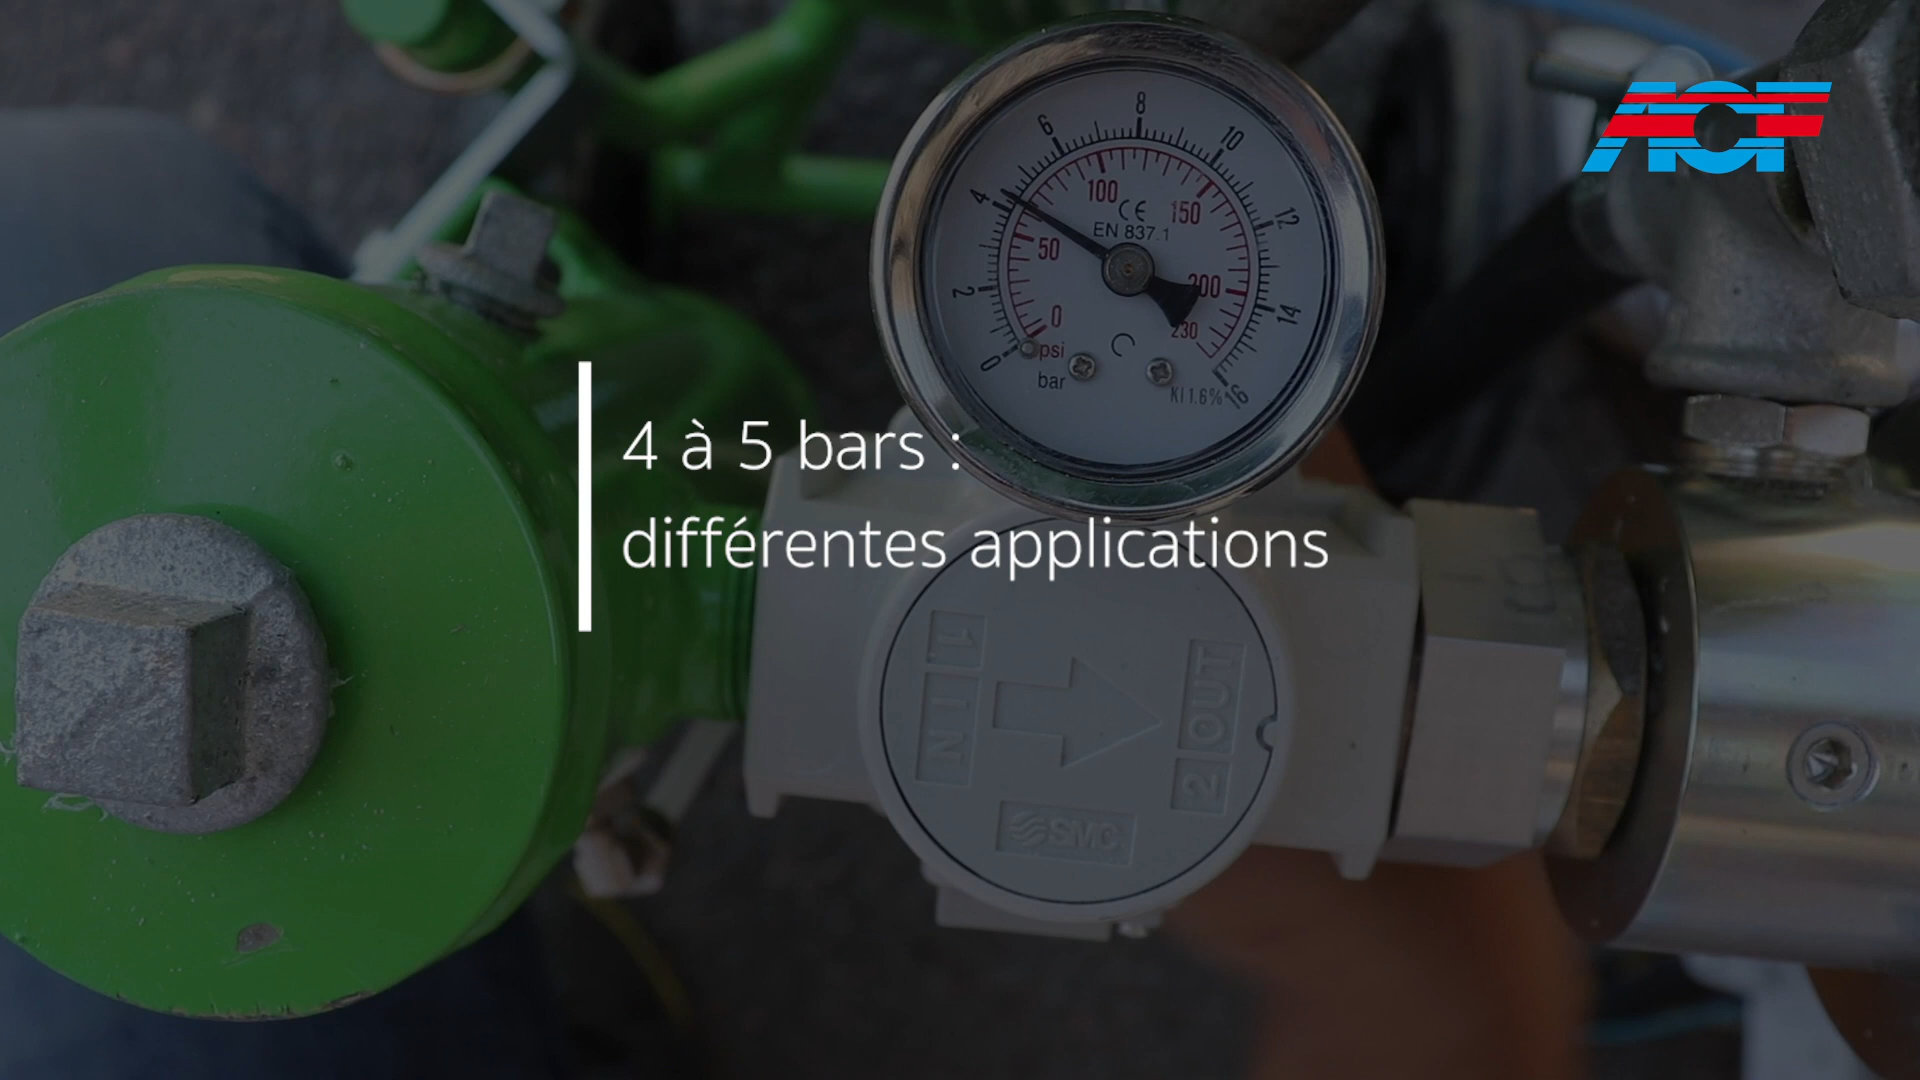 ACF
8
6
10
4
100
CE
150
12
EN 837.1
50
2
200
14
0
230
psi
0
bar
KI 1.6%
16
4 à 5 bars :
différentes applications
1 IN
2 OUT
SMC